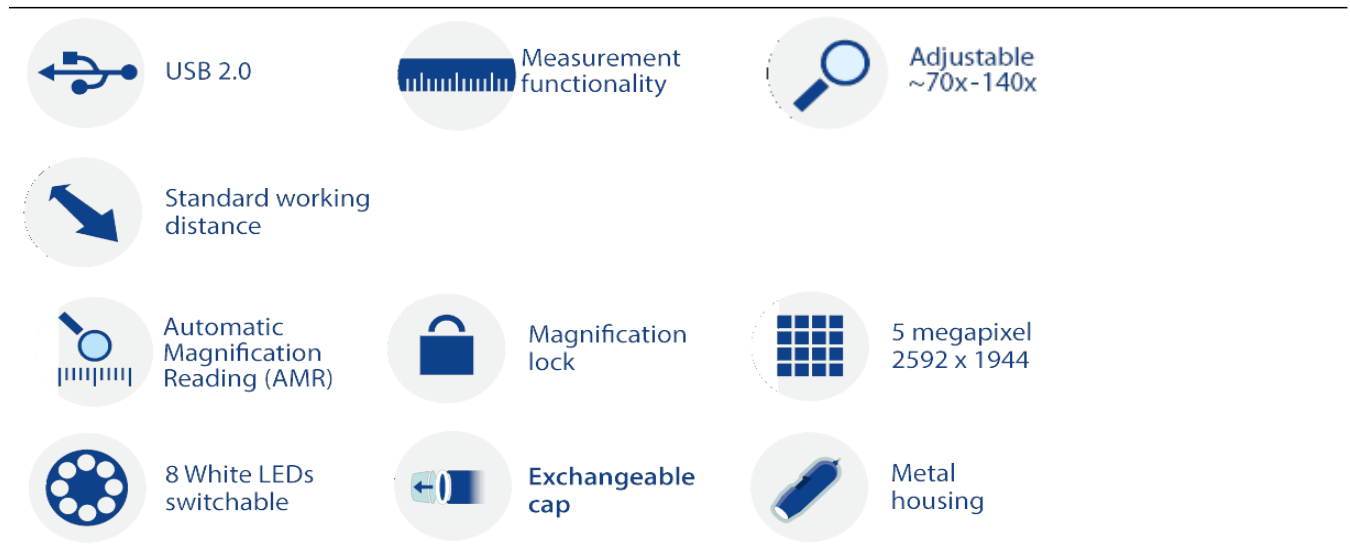 USB 2.0
Measurement
functionality
Adjustable
~70x-140x
Standard working
distance
Automatic
Magnification
Reading (AMR)
Magnification
lock
5 megapixel
2592 x 1944
8 White LEDs
switchable
Exchangeable
cap
Metal
housing